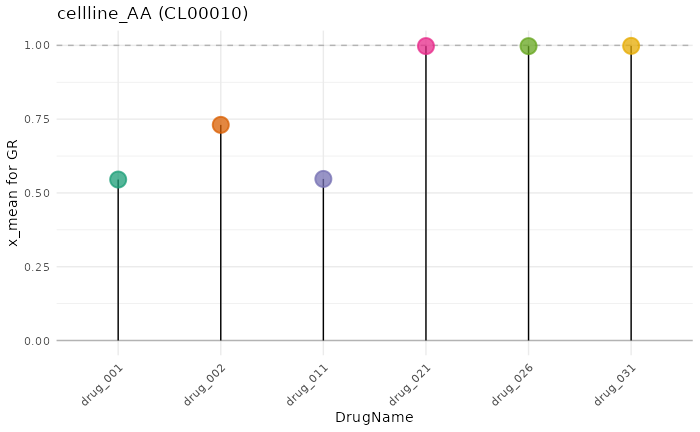 cellline_AA (CL00010)
x_mean for GR
1.00
0.75
0.50
0.25
0.00
drug_001
drug_002
drug_011
drug_021
drug_026
drug_031
DrugName